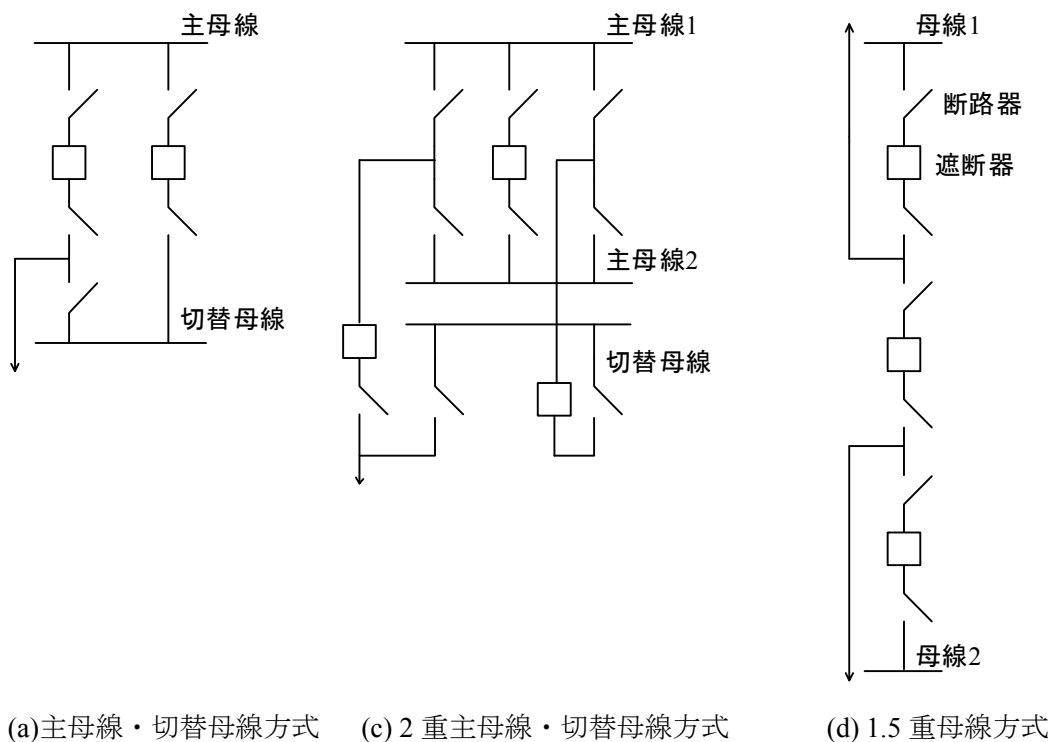 主母線
切替母線
主母線1
主母線2
切替母線
母線1
断路器
遮断器
母線2
(a)主母線・切替母線方式
(c) 2 重主母線・切替母線方式
(d) 1.5 重母線方式